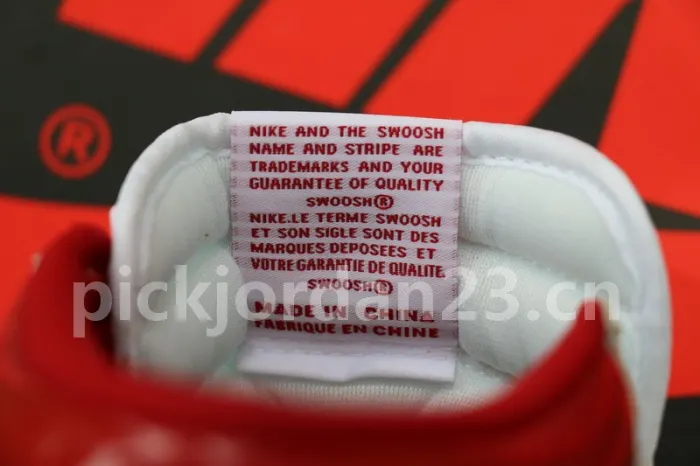 ®
NIKE AND THE SWOOSH
NAME AND STRIPE ARE
TRADEMARKS AND YOUR
GUARANTEE OF QUALITY
SWOOSH®
NIKE.LE TERME SWOOSH
ET SON SIGLE SONT DES
MARQUES DEPOSEES ET
VOTRE GARANTIE DE QUALITE.
SWOOSH®
pickjordan23.cn
MADE IN CHINA
FABRIQUE EN CHINE